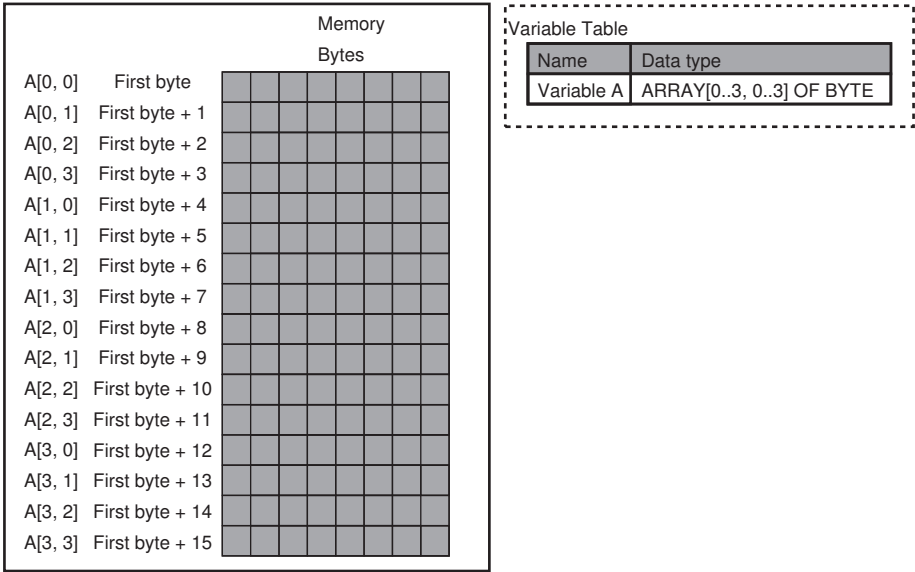 Memory
Bytes
A[0, 0] First byte
A[0, 1] First byte + 1
A[0, 2] First byte + 2
A[0, 3] First byte + 3
A[1, 0] First byte + 4
A[1, 1] First byte + 5
A[1, 2] First byte + 6
A[1, 3] First byte + 7
A[2, 0] First byte + 8
A[2, 1] First byte + 9
A[2, 2] First byte + 10
A[2, 3] First byte + 11
A[3, 0] First byte + 12
A[3, 1] First byte + 13
A[3, 2] First byte + 14
A[3, 3] First byte + 15
Variable Table
Name Data type
Variable A ARRAY[0..3, 0..3] OF BYTE